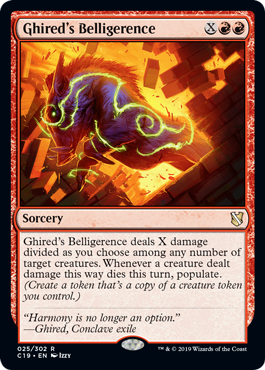 Ghired's Belligerence X
Sorcery
Ghired's Belligerence deals X damage
divided as you choose among any number of
target creatures. Whenever a creature dealt
damage this way dies this turn, populate.
(Create a token that's a copy of a creature token
you control.)
"Harmony is no longer an option."
—Ghired, Conclave exile
025/302 R
C19 • EN Izzy ™ & © 2019 Wizards of the Coast